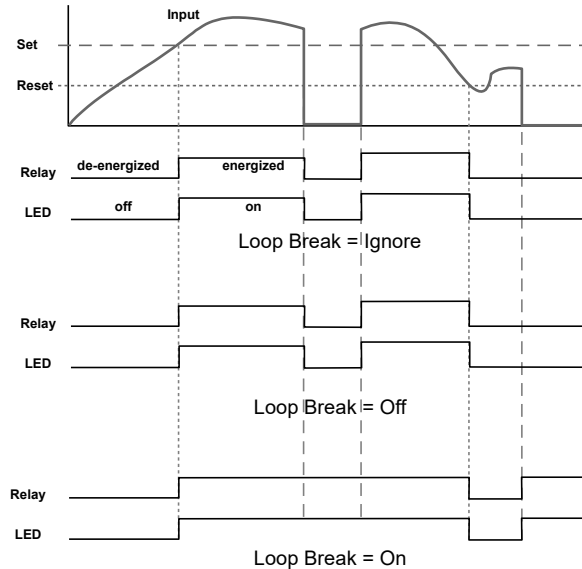 Input
Set
Reset
de-energized energized
Relay
off on
LED
Loop Break = Ignore
Relay
LED
Loop Break = Off
Relay
LED
Loop Break = On